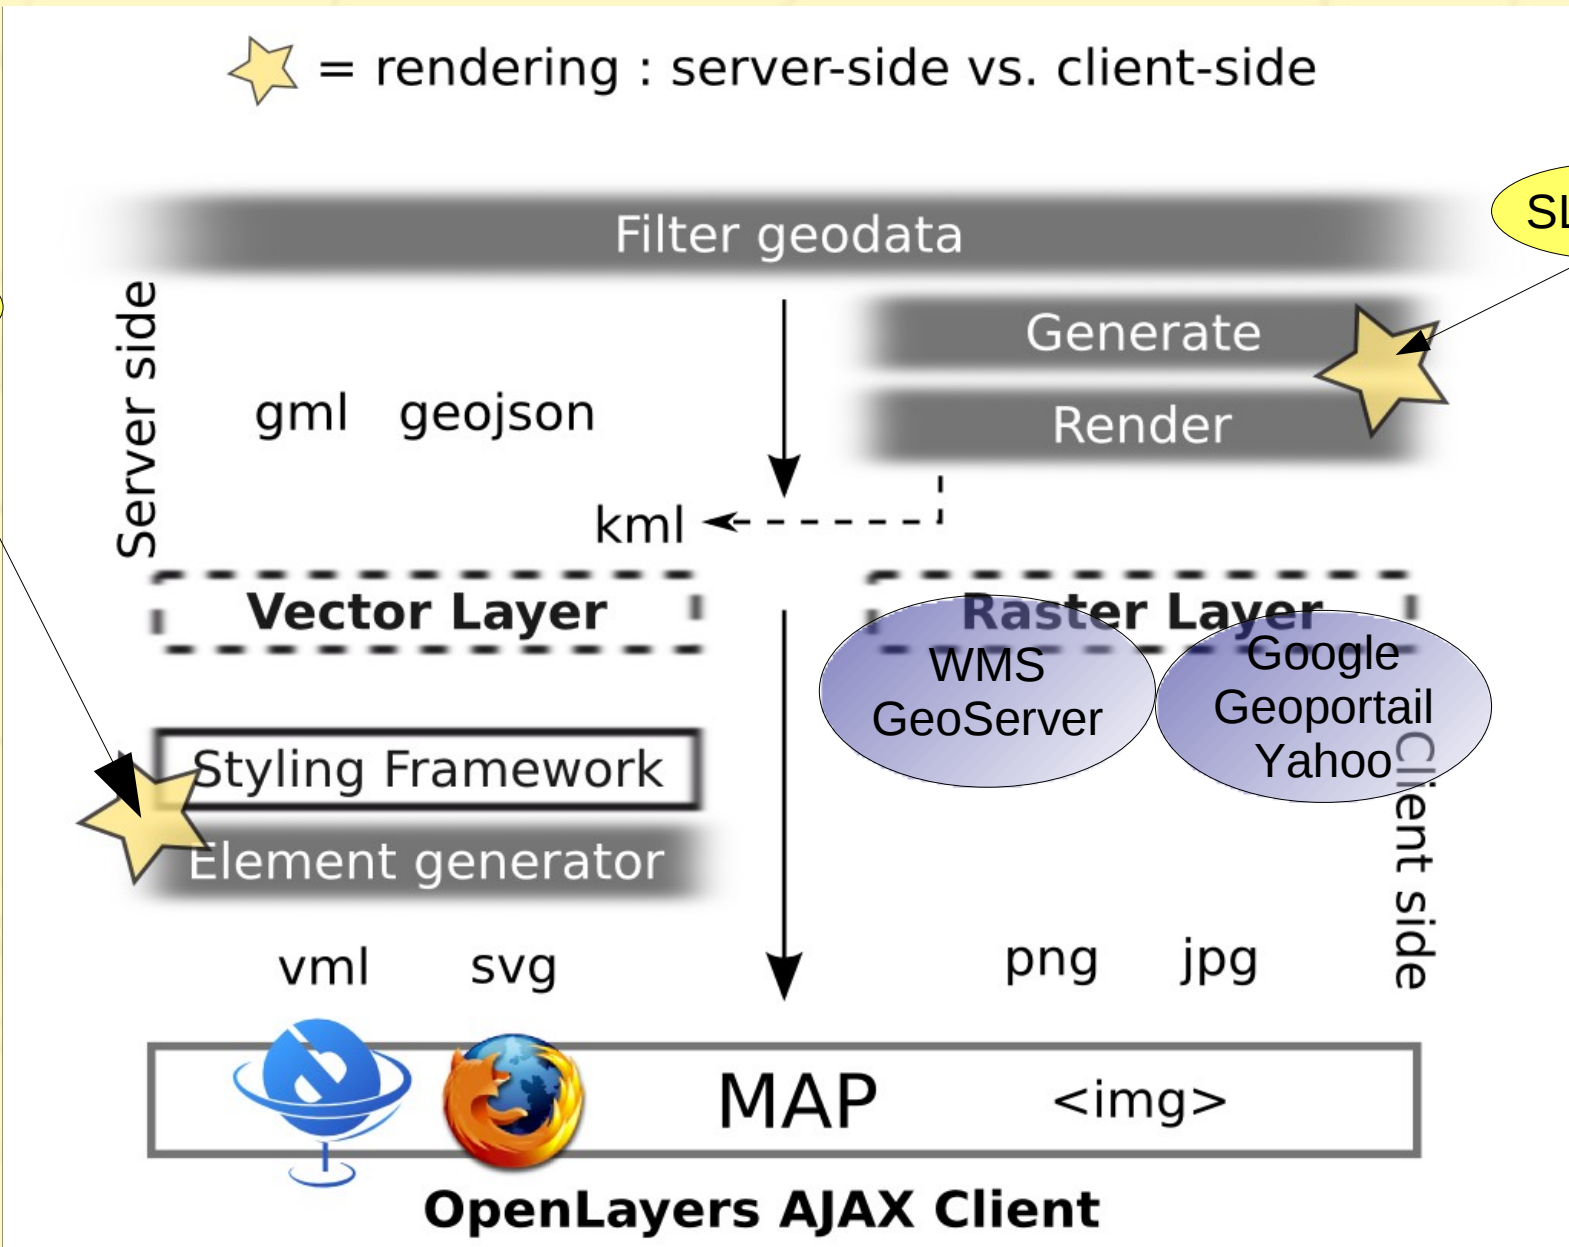 = rendering : server-side vs. client-side
Filter geodata
Server side
Generate
gml geojson
Render
kml
Vector Layer
Raster Layer
WMS
GeoServer
Google
Geoportail
Yahoo
Styling Framework
Element generator
Client side
vml svg
png jpg
MAP <img>
OpenLayers AJAX Client